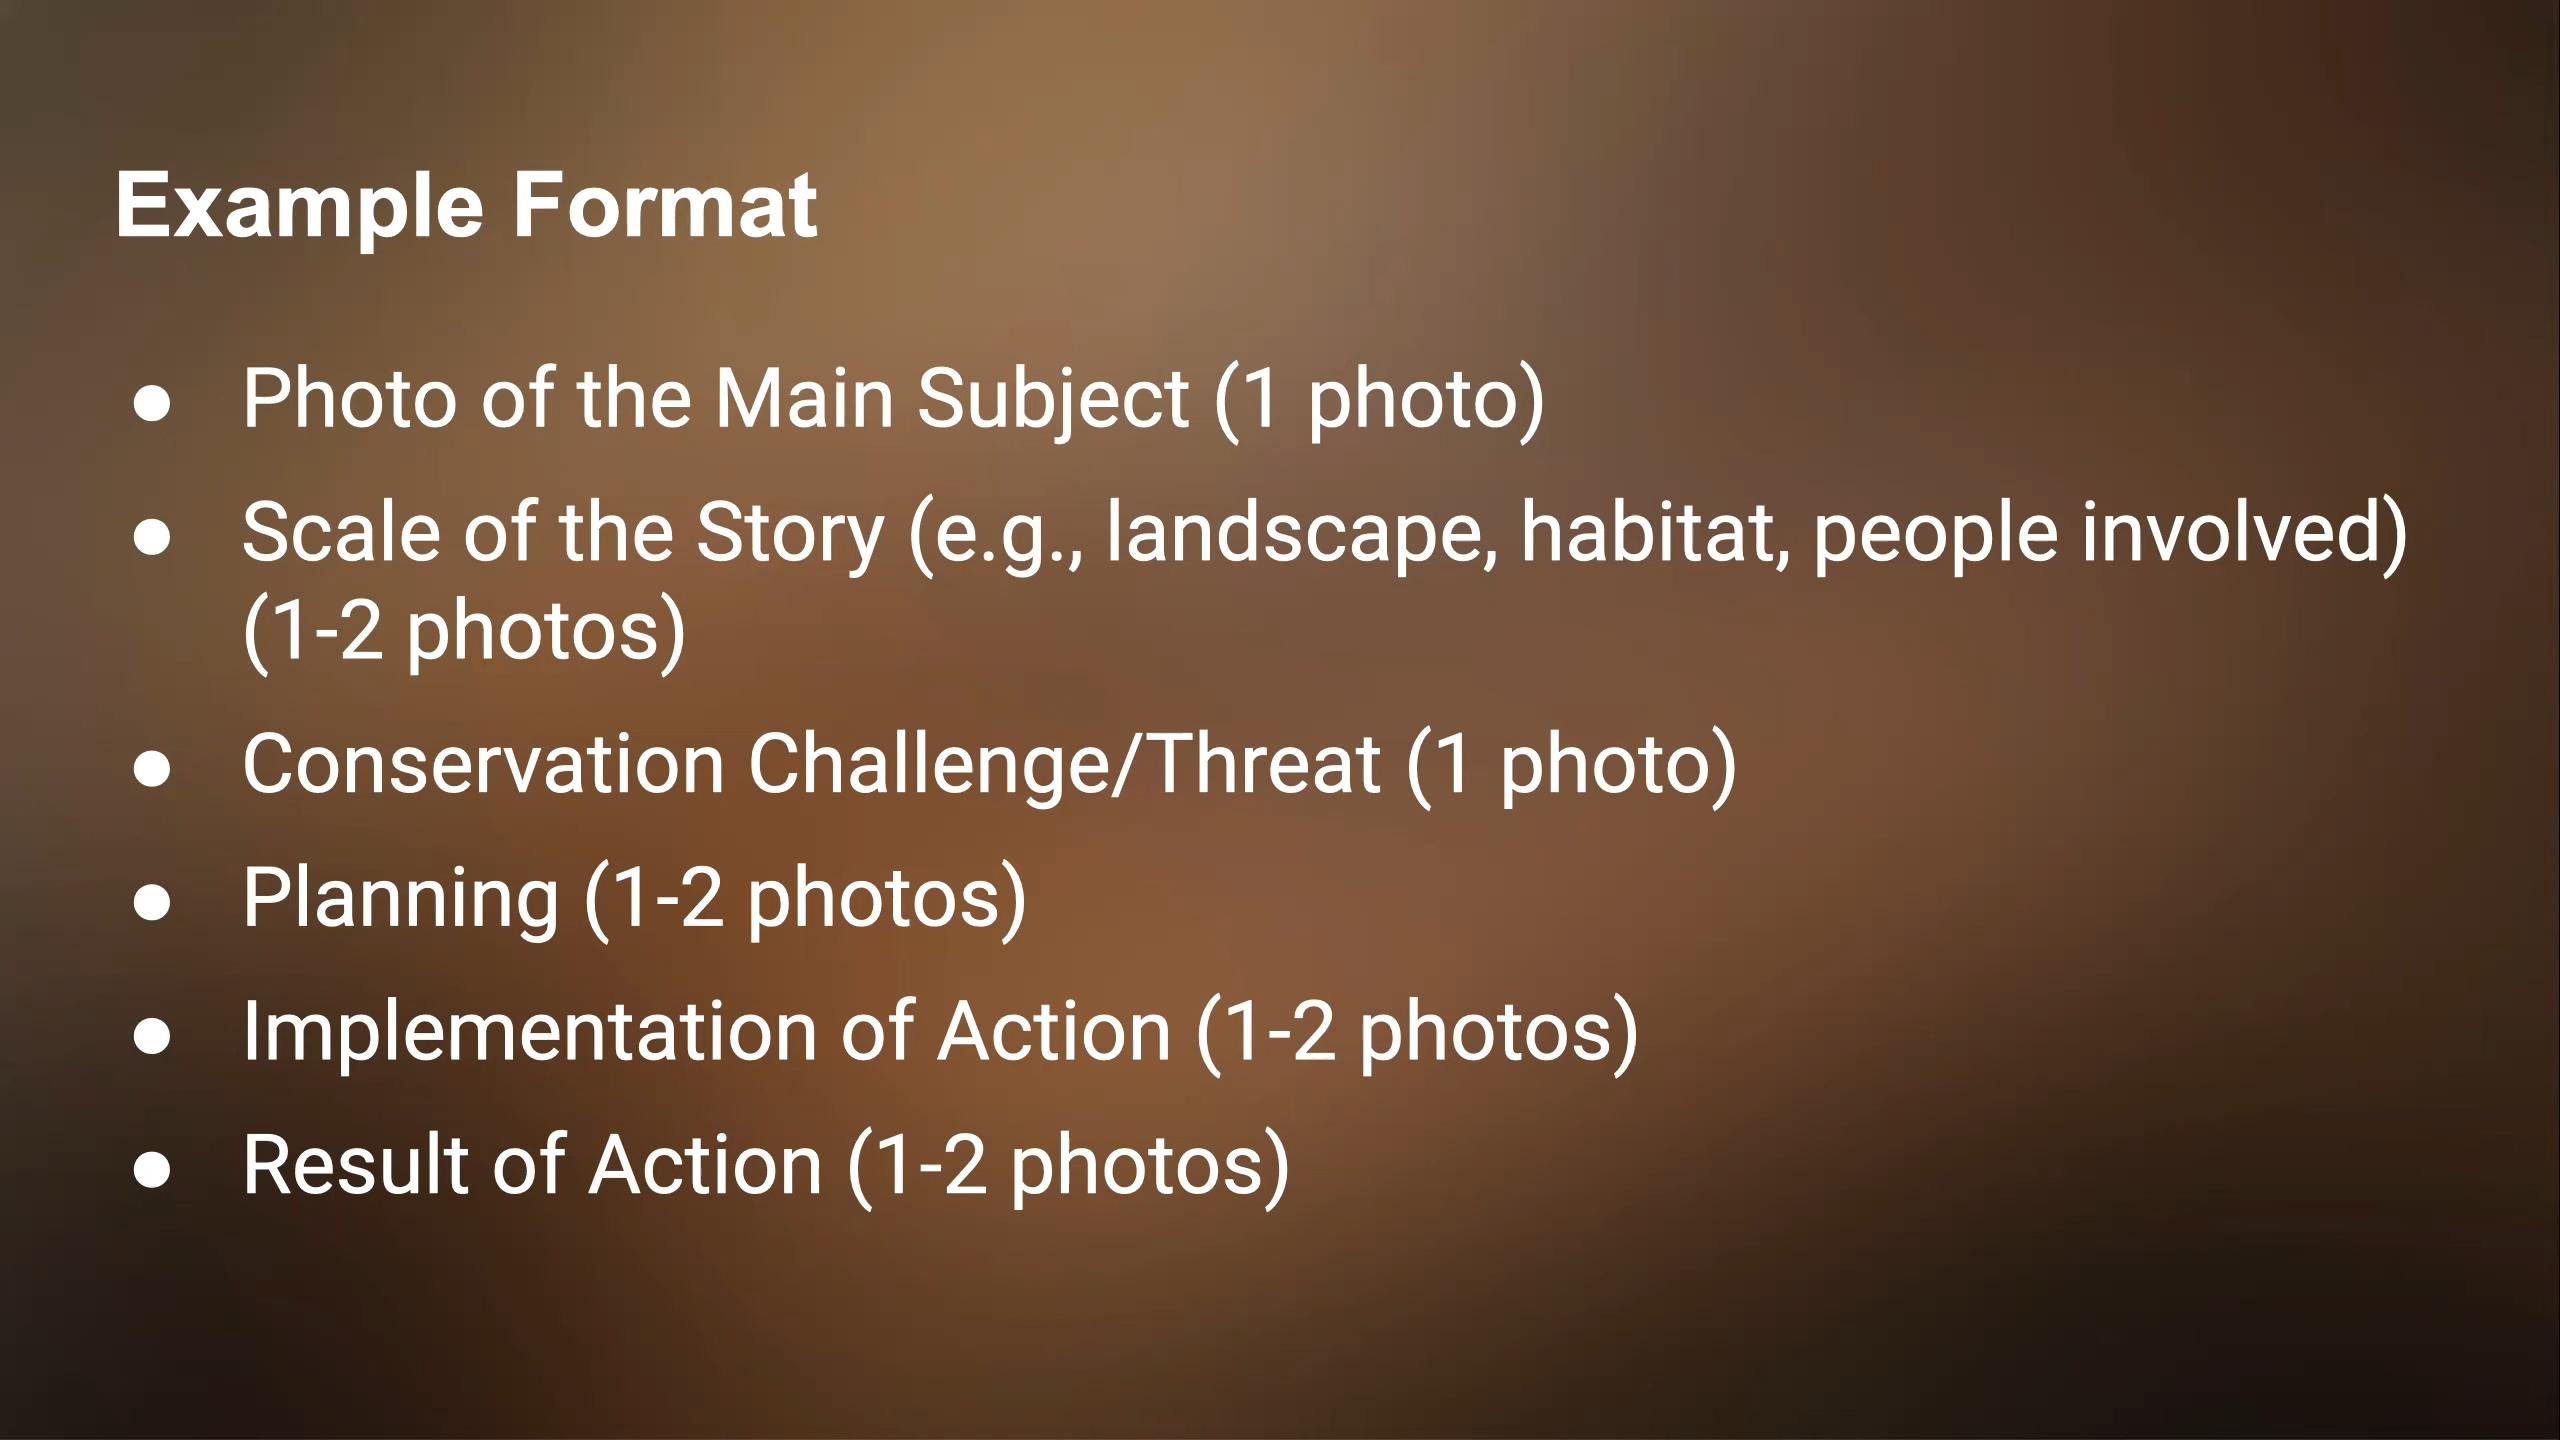 Example Format
● Photo of the Main Subject (1 photo)
● Scale of the Story (e.g., landscape, habitat, people involved)
(1-2 photos)
● Conservation Challenge/Threat (1 photo)
● Planning (1-2 photos)
● Implementation of Action (1-2 photos)
● Result of Action (1-2 photos)